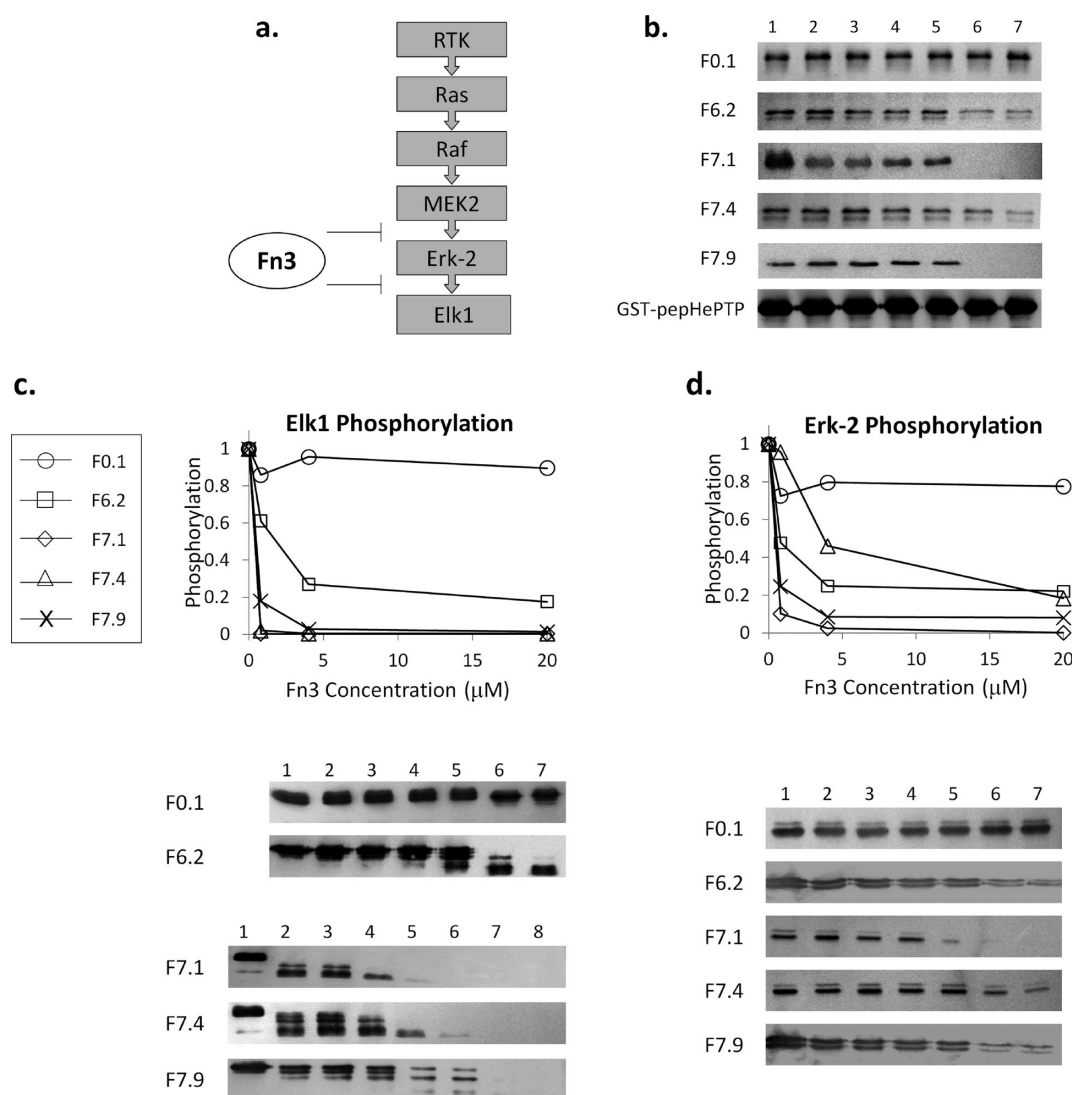 a.
RTK
Ras
Raf
MEK2
Erk-2
Elk1
Fn3
b.
1 2 3 4 5 6 7
F0.1
F6.2
F7.1
F7.4
F7.9
GST-pepHePTP
c.
F0.1
F6.2
F7.1
F7.4
F7.9
Elk1 Phosphorylation
Phosphorylation
1
0.8
0.6
0.4
0.2
0
0 5 10 15 20
Fn3 Concentration (μM)
1 2 3 4 5 6 7
F0.1
F6.2
1 2 3 4 5 6 7 8
F7.1
F7.4
F7.9
d.
Erk-2 Phosphorylation
Phosphorylation
1
0.8
0.6
0.4
0.2
0
0 5 10 15 20
Fn3 Concentration (μM)
1 2 3 4 5 6 7
F0.1
F6.2
F7.1
F7.4
F7.9